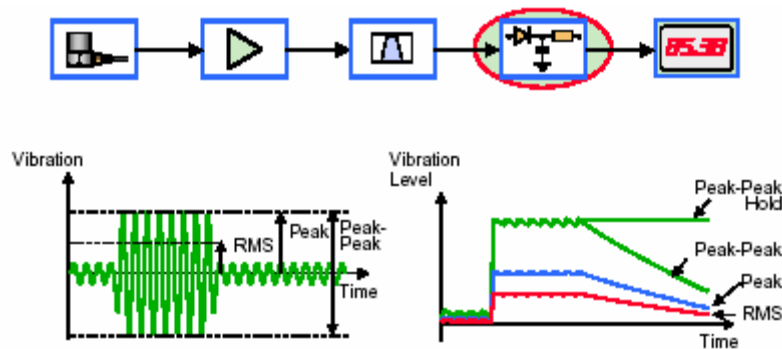 85.38
Vibration
Peak
Peak-
Peak
RMS
Time
Vibration
Level
Peak-Peak
Hold
Peak-Peak
Peak
RMS
Time